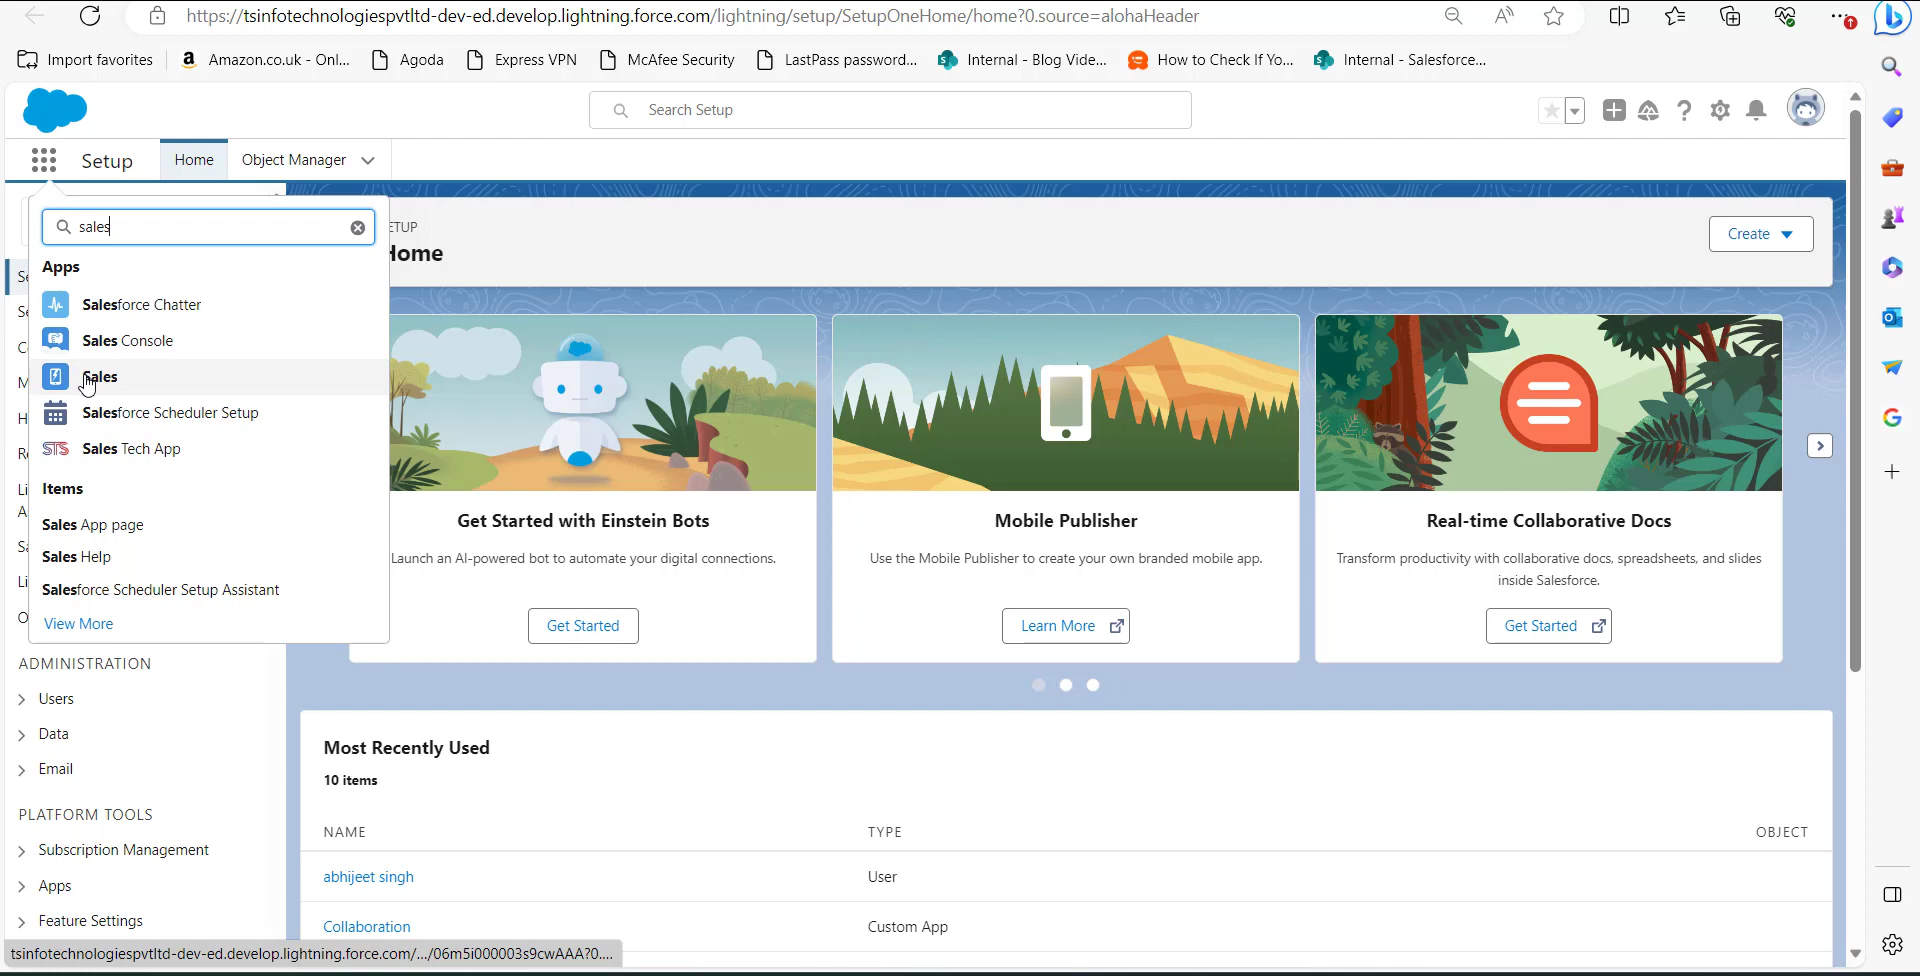 https://tsinfotechnologiespvtltd-dev-ed.develop.lightning.force.com/lightning/setup/SetupOneHome/home?0.source=alohaHeader
Import favorites
Amazon.co.uk - Onl...
Agoda
Express VPN
McAfee Security
LastPass password...
Internal - Blog Vide...
How to Check If Yo...
Internal - Salesforce...
Search Setup
Setup
Home
Object Manager
sales
Apps
Salesforce Chatter
Sales Console
Sales
Salesforce Scheduler Setup
STS
Sales Tech App
Items
Sales App page
Sales Help
Salesforce Scheduler Setup Assistant
View More
ETUP
Home
Create
Get Started with Einstein Bots
Launch an AI-powered bot to automate your digital connections.
Get Started
Mobile Publisher
Use the Mobile Publisher to create your own branded mobile app.
Learn More
Real-time Collaborative Docs
Transform productivity with collaborative docs, spreadsheets, and slides
inside Salesforce.
Get Started
ADMINISTRATION
Users
Data
Email
PLATFORM TOOLS
Subscription Management
Apps
Feature Settings
Most Recently Used
10 items
NAME TYPE OBJECT
abhijeet singh User
Collaboration Custom App
tsinfotechnologiespvtltd-dev-ed.develop.lightning.force.com/.../06m5i000003s9cwAAA?0....